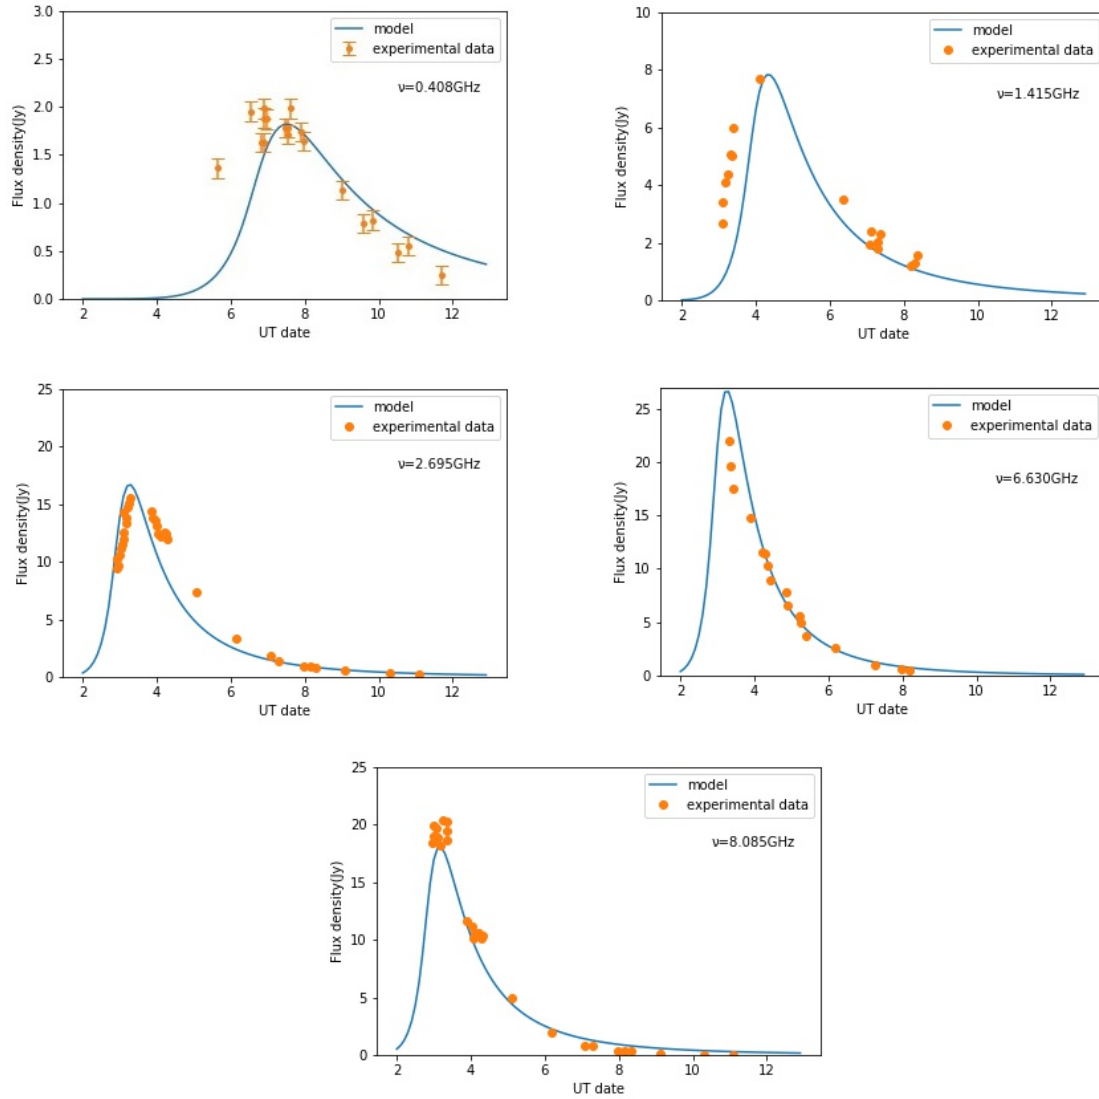 3.0
2.5
2.0
1.5
1.0
0.5
0.0
Flux density(Jy)
model
experimental data
ν=0.408GHz
2 4 6 8 10 12
UT date
10
8
6
4
2
0
Flux density(Jy)
model
experimental data
ν=1.415GHz
2 4 6 8 10 12
UT date
25
20
15
10
5
0
Flux density(Jy)
model
experimental data
ν=2.695GHz
2 4 6 8 10 12
UT date
25
20
15
10
5
0
Flux density(Jy)
model
experimental data
ν=6.630GHz
2 4 6 8 10 12
UT date
25
20
15
10
5
0
Flux density(Jy)
model
experimental data
ν=8.085GHz
2 4 6 8 10 12
UT date